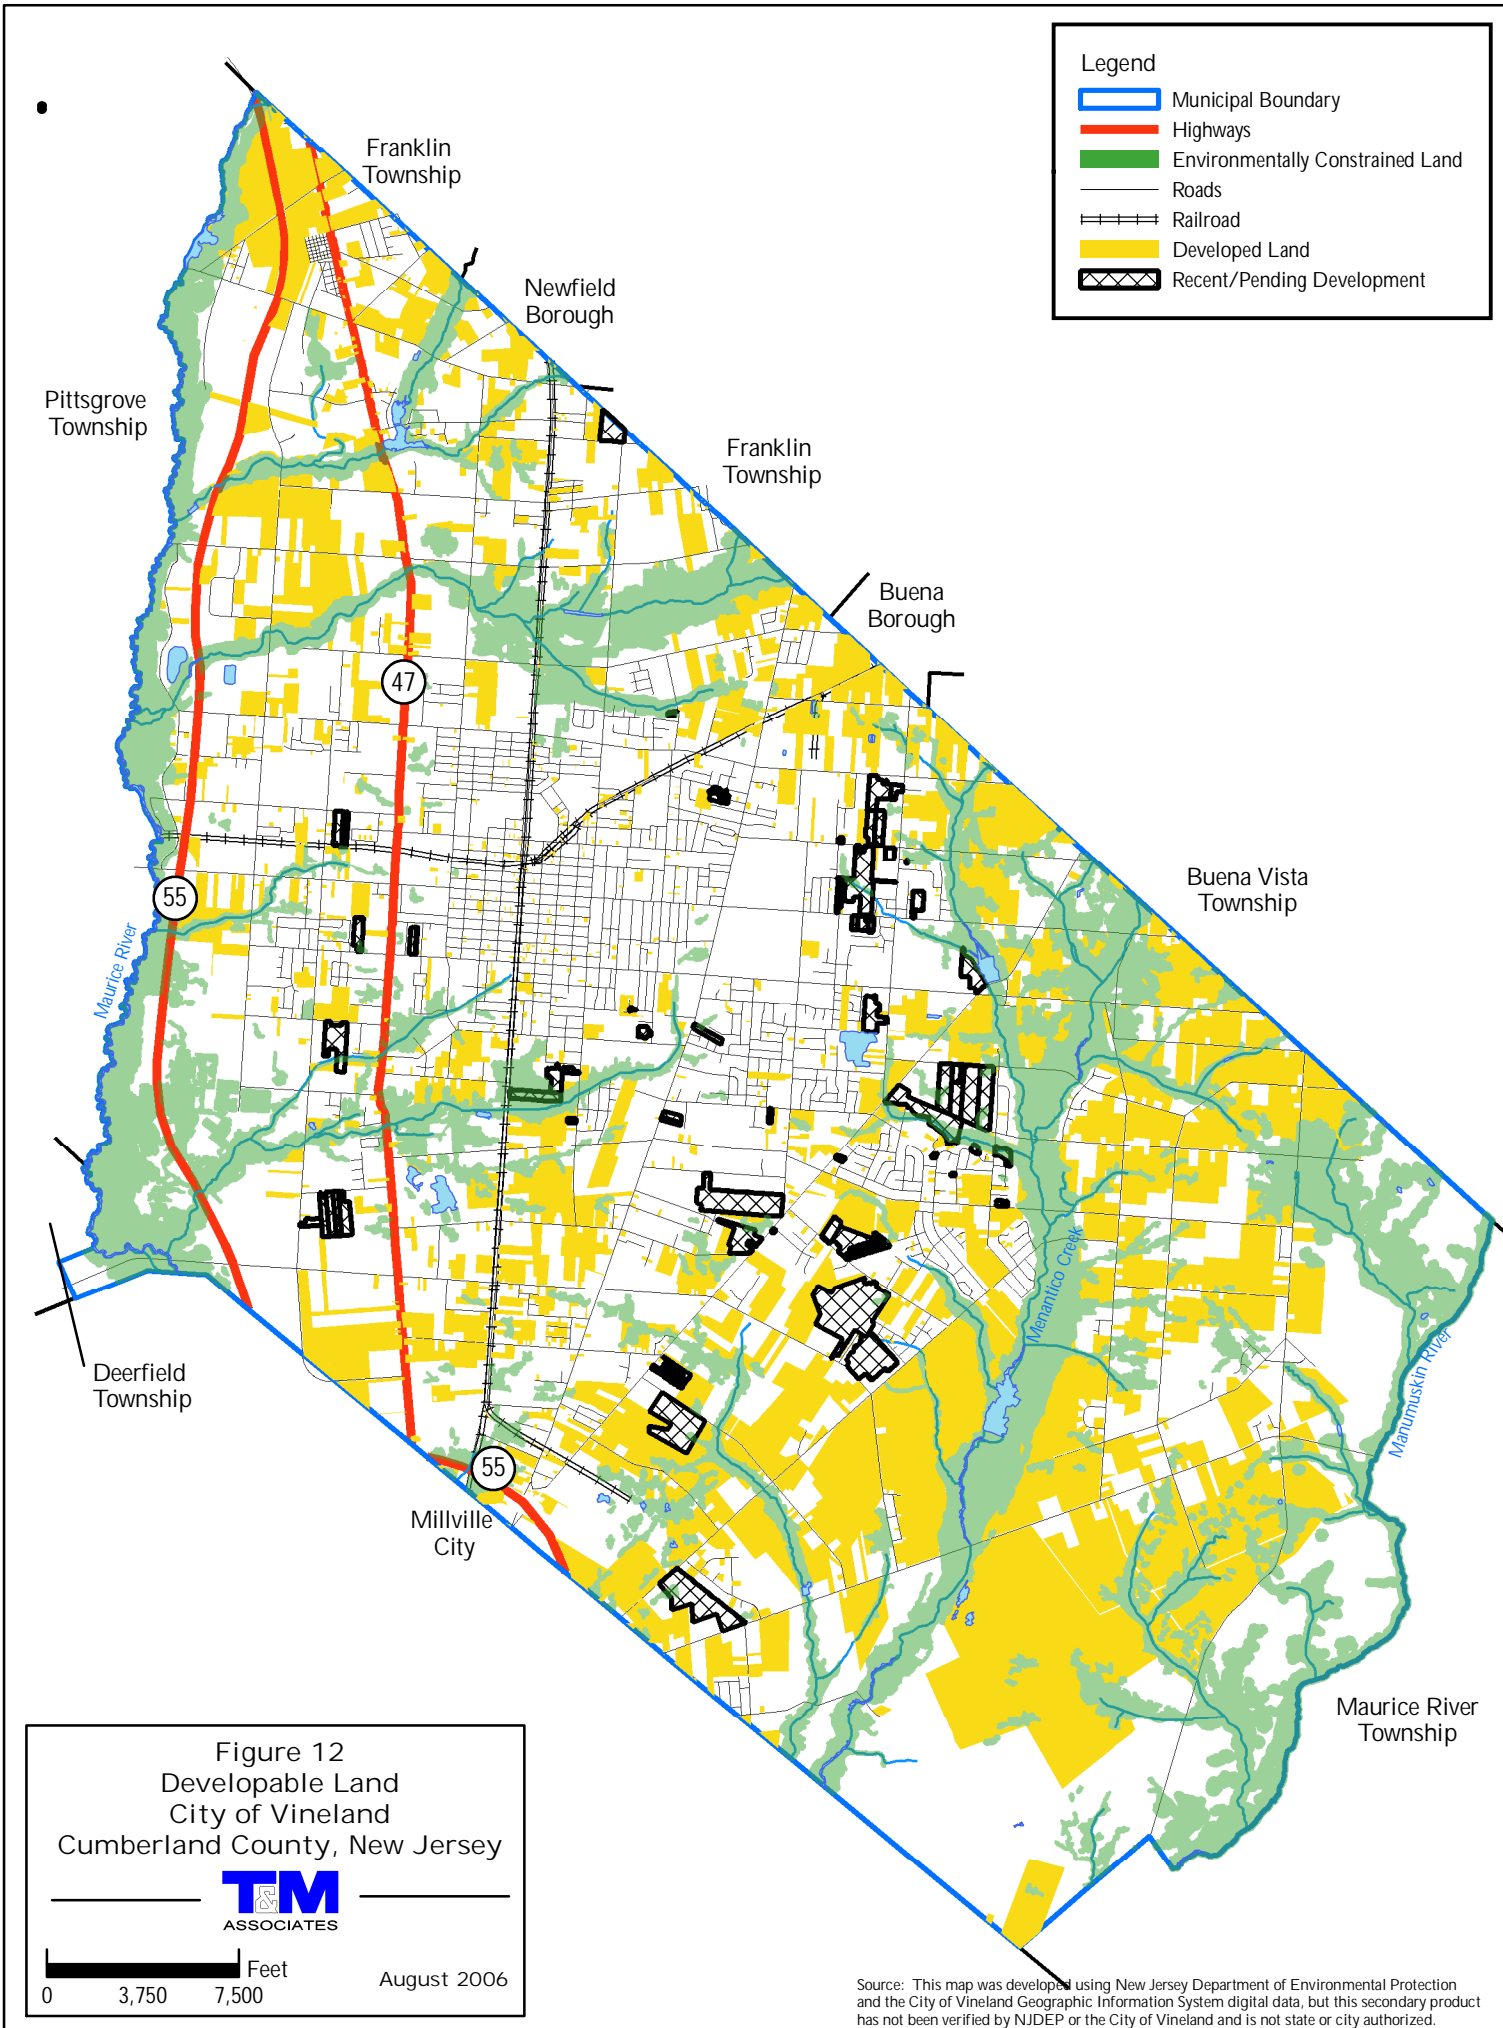 Legend
Municipal Boundary
Highways
Environmentally Constrained Land
Roads
Railroad
Developed Land
Recent/Pending Development
Franklin
Township
Newfield
Borough
Pittsgrove
Township
Franklin
Township
Buena
Borough
47
55
Buena Vista
Township
Maurice River
Menantico Creek
Manumuskin River
Deerfield
Township
55
Millville
City
Maurice River
Township
Figure 12
Developable Land
City of Vineland
Cumberland County, New Jersey
T&M
ASSOCIATES
Feet
0 3,750 7,500
August 2006
Source: This map was developed using New Jersey Department of Environmental Protection
and the City of Vineland Geographic Information System digital data, but this secondary product
has not been verified by NJDEP or the City of Vineland and is not state or city authorized.